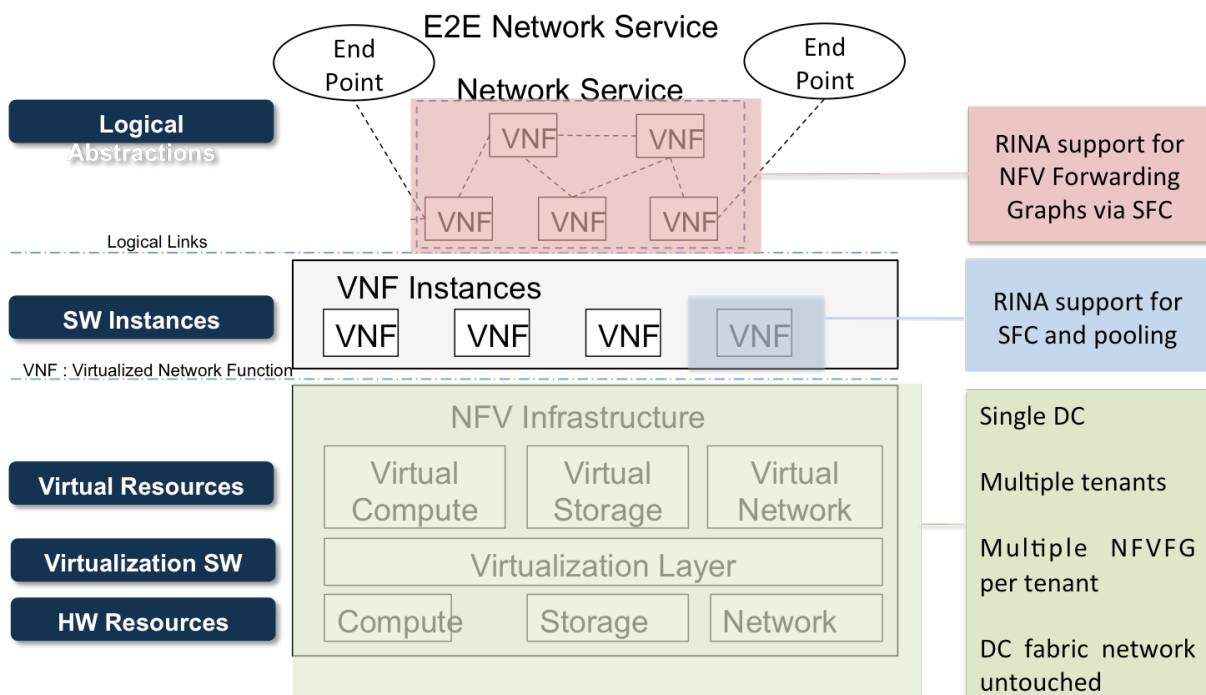 E2E Network Service
End
Point
End
Point
Network Service
Logical
Abstractions
VNF
VNF
VNF
VNF
VNF
RINA support for
NFV Forwarding
Graphs via SFC
Logical Links
VNF Instances
SW Instances
VNF
VNF
VNF
VNF
RINA support for
SFC and pooling
VNF : Virtualized Network Function
NFV Infrastructure
Single DC
Virtual Resources
Virtual
Compute
Virtual
Storage
Virtual
Network
Multiple tenants
Virtualization SW
Virtualization Layer
Multiple NFVFG
per tenant
HW Resources
Compute
Storage
Network
DC fabric network
untouched